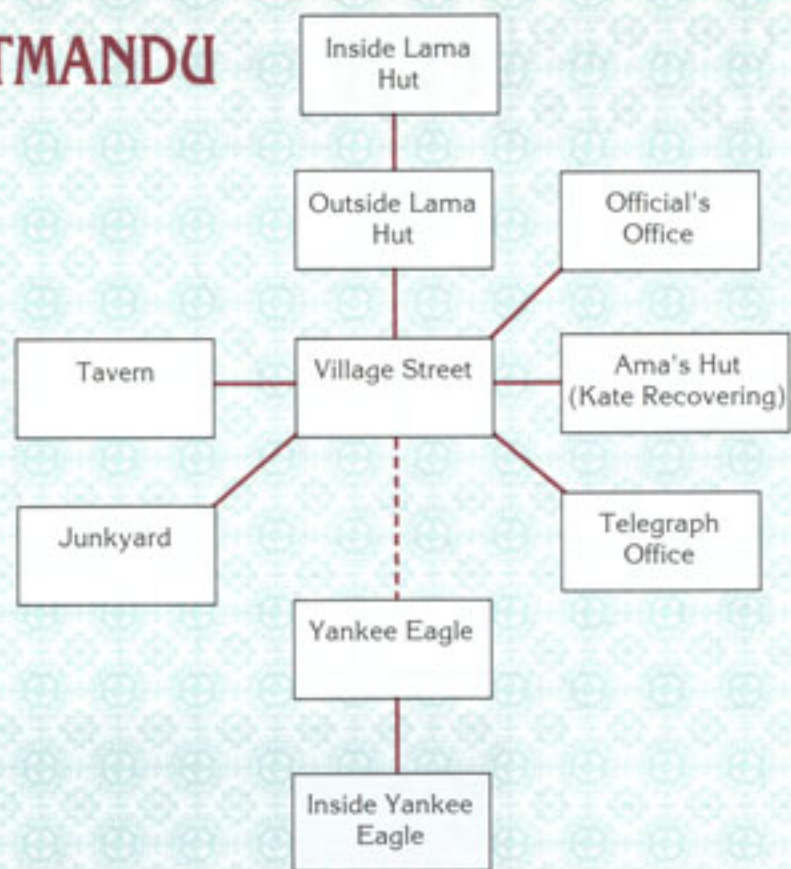 TMANDU
Inside Lama
Hut
Outside Lama
Hut
Official's
Office
Tavern
Village Street
Ama's Hut
(Kate Recovering)
Junkyard
Telegraph
Office
Yankee Eagle
Inside Yankee
Eagle